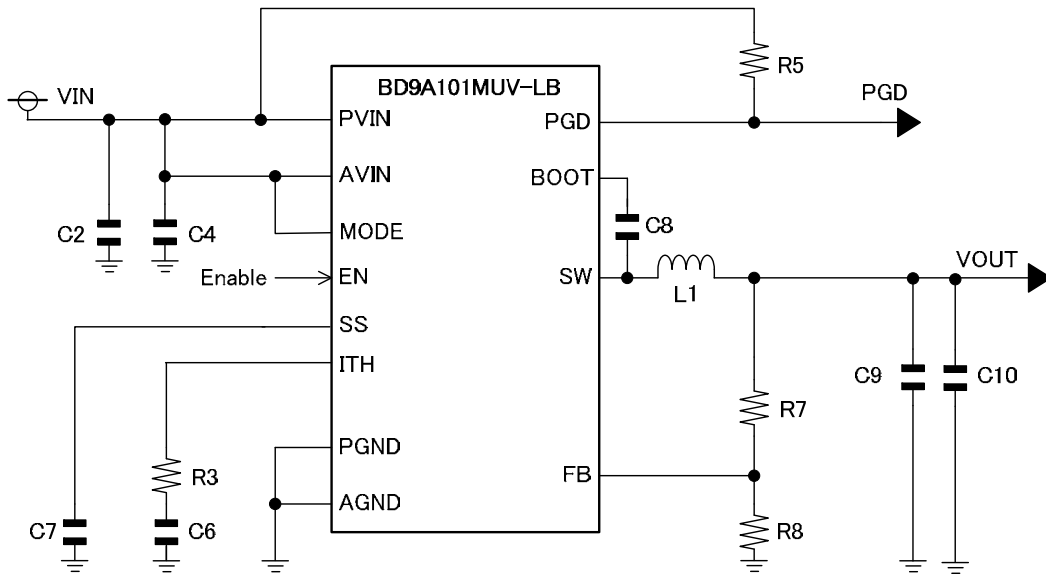 R5
BD9A101MUV-LB
VIN
PGD
PVIN
PGD
AVIN
BOOT
C2
C4
MODE
C8
Enable
EN
SW
VOUT
L1
SS
ITH
C9
C10
R7
PGND
R3
FB
AGND
C7
C6
R8